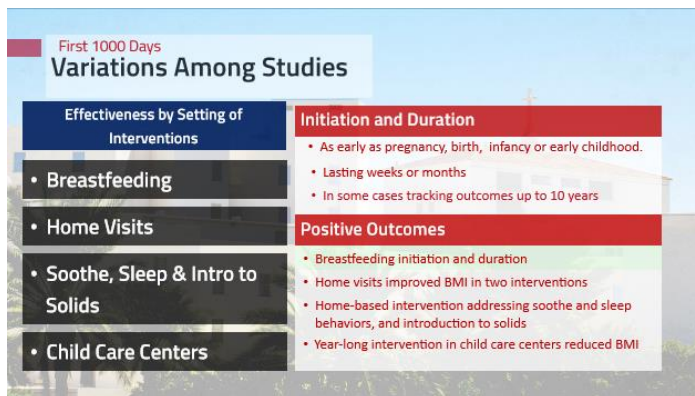 First 1000 Days
Variations Among Studies
Effectiveness by Setting of
Interventions
• Breastfeeding
• Home Visits
• Soothe, Sleep & Intro to
Solids
• Child Care Centers
Initiation and Duration
• As early as pregnancy, birth, infancy or early childhood.
• Lasting weeks or months
• In some cases tracking outcomes up to 10 years
Positive Outcomes
• Breastfeeding initiation and duration
• Home visits improved BMI in two interventions
• Home-based intervention addressing soothe and sleep
behaviors, and introduction to solids
• Year-long intervention in child care centers reduced BMI